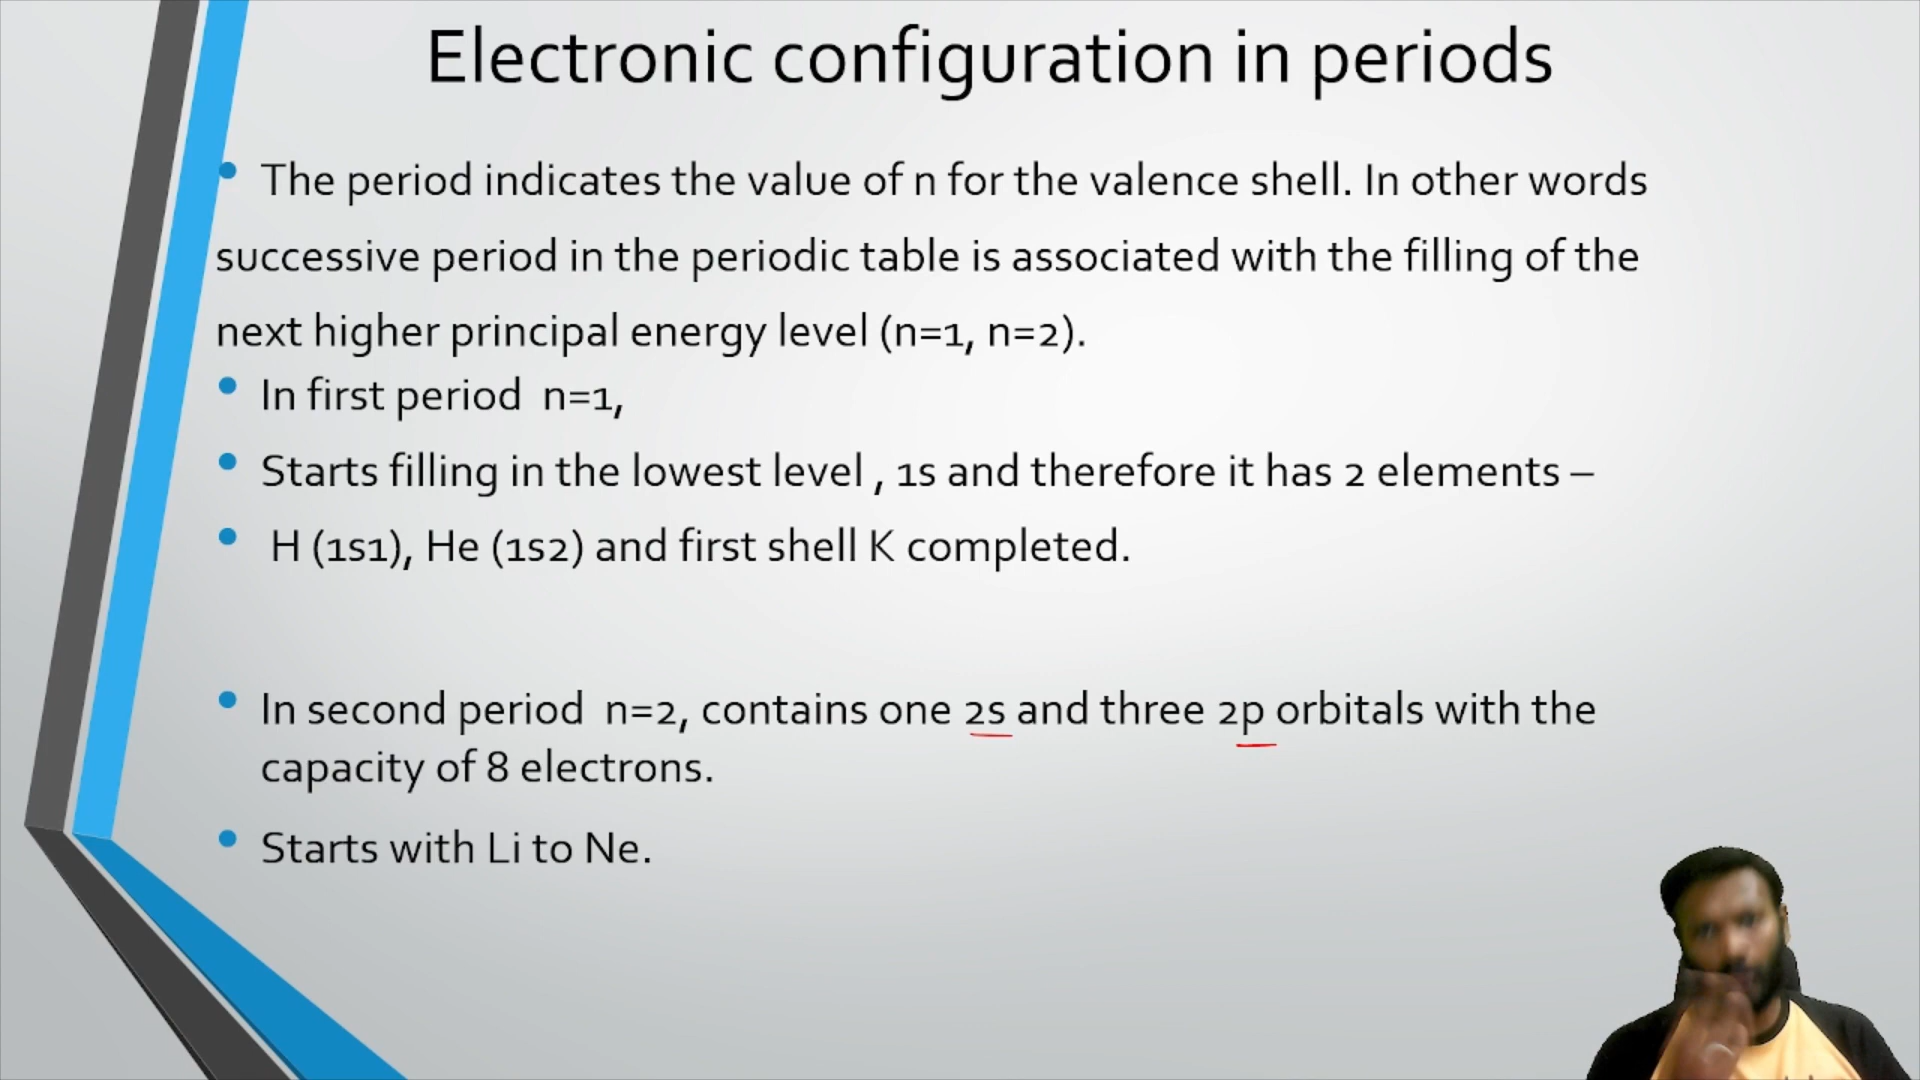 Electronic configuration in periods
• The period indicates the value of n for the valence shell. In other words
successive period in the periodic table is associated with the filling of the
next higher principal energy level (n=1, n=2).
• In first period n=1,
• Starts filling in the lowest level , 1s and therefore it has 2 elements –
• H (1s1), He (1s2) and first shell K completed.
• In second period n=2, contains one 2s and three 2p orbitals with the
capacity of 8 electrons.
• Starts with Li to Ne.